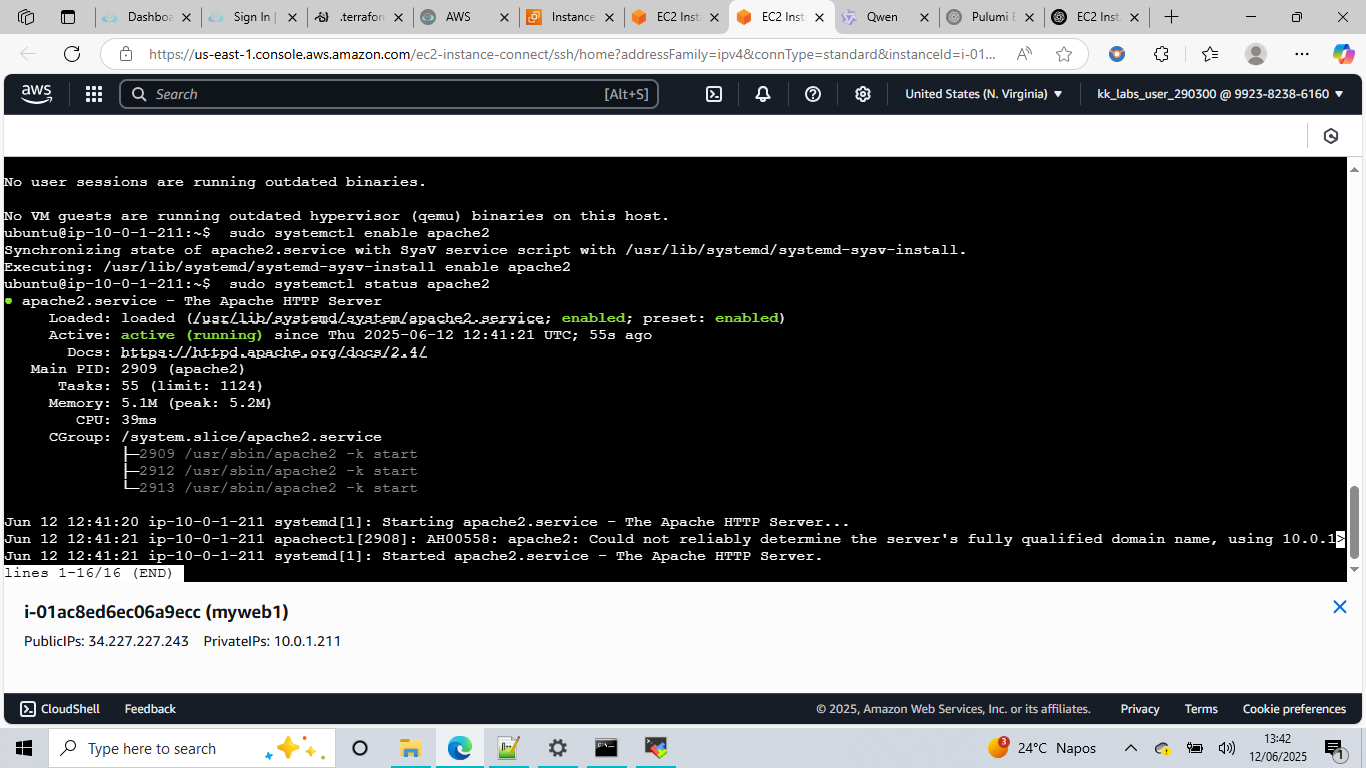 Dashboa
Sign In |
.terrafor
AWS
Instance
EC2 Inst
EC2 Inst
Qwen
Pulumi E
EC2 Inst
https://us-east-1.console.aws.amazon.com/ec2-instance-connect/ssh/home?addressFamily=ipv4&connType=standard&instanceId=i-01...
aws
Search
[Alt+S]
United States (N. Virginia)
kk_labs_user_290300 @ 9923-8238-6160
No user sessions are running outdated binaries.
No VM guests are running outdated hypervisor (qemu) binaries on this host.
ubuntu@ip-10-0-1-211:~$  sudo systemctl enable apache2
Synchronizing state of apache2.service with SysV service script with /usr/lib/systemd/systemd-sysv-install.
Executing: /usr/lib/systemd/systemd-sysv-install enable apache2
ubuntu@ip-10-0-1-211:~$  sudo systemctl status apache2
● apache2.service - The Apache HTTP Server
Loaded: loaded (/usr/lib/systemd/system/apache2.service; enabled; preset: enabled)
Active: active (running) since Thu 2025-06-12 12:41:21 UTC; 55s ago
Docs: https://httpd.apache.org/docs/2.4/
Main PID: 2909 (apache2)
Tasks: 55 (limit: 1124)
Memory: 5.1M (peak: 5.2M)
CPU: 39ms
CGroup: /system.slice/apache2.service
├─2909 /usr/sbin/apache2 -k start
├─2912 /usr/sbin/apache2 -k start
└─2913 /usr/sbin/apache2 -k start
Jun 12 12:41:20 ip-10-0-1-211 systemd[1]: Starting apache2.service - The Apache HTTP Server...
Jun 12 12:41:21 ip-10-0-1-211 apachectl[2908]: AH00558: apache2: Could not reliably determine the server's fully qualified domain name, using 10.0.1>
Jun 12 12:41:21 ip-10-0-1-211 systemd[1]: Started apache2.service - The Apache HTTP Server.
lines 1-16/16 (END)
i-01ac8ed6ec06a9ecc (myweb1)
PublicIPs: 34.227.227.243 PrivateIPs: 10.0.1.211
CloudShell
Feedback
© 2025, Amazon Web Services, Inc. or its affiliates.
Privacy
Terms
Cookie preferences
Type here to search
3
24°C Napos
13:42
12/06/2025
1